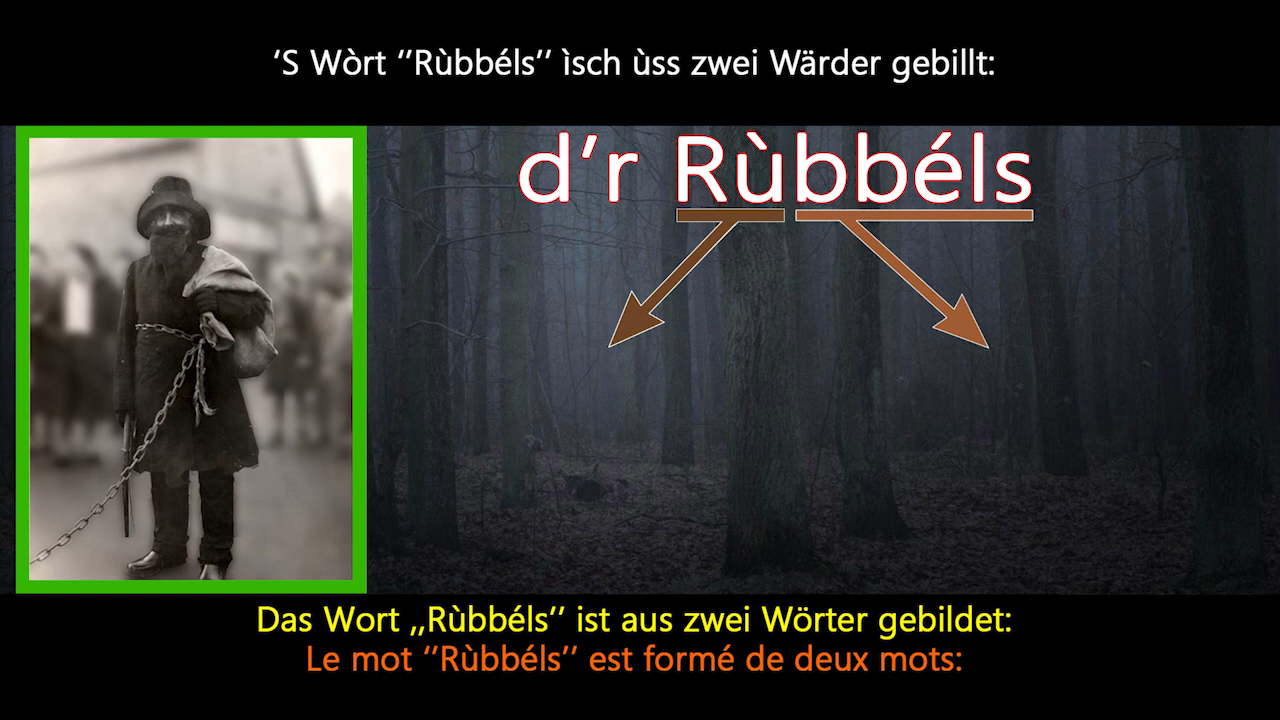 ‘S Wòrt ‘’Rùbbéls’’ ìsch ùss zwei Wärder gebillt:
d’r Rùbbéls
Das Wort ,,Rùbbéls’’ ist aus zwei Wörter gebildet:
Le mot ‘’Rùbbéls’’ est formé de deux mots: